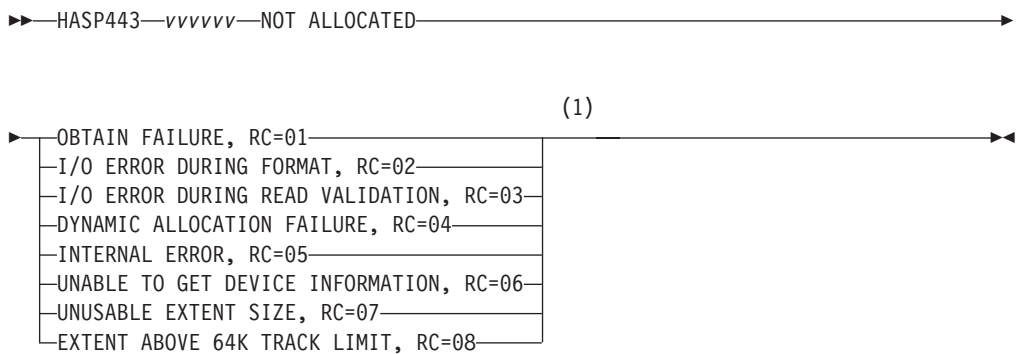 HASP443 vvvvvv NOT ALLOCATED
(1)
OBTAIN FAILURE, RC=01
I/O ERROR DURING FORMAT, RC=02
I/O ERROR DURING READ VALIDATION, RC=03
DYNAMIC ALLOCATION FAILURE, RC=04
INTERNAL ERROR, RC=05
UNABLE TO GET DEVICE INFORMATION, RC=06
UNUSABLE EXTENT SIZE, RC=07
EXTENT ABOVE 64K TRACK LIMIT, RC=08